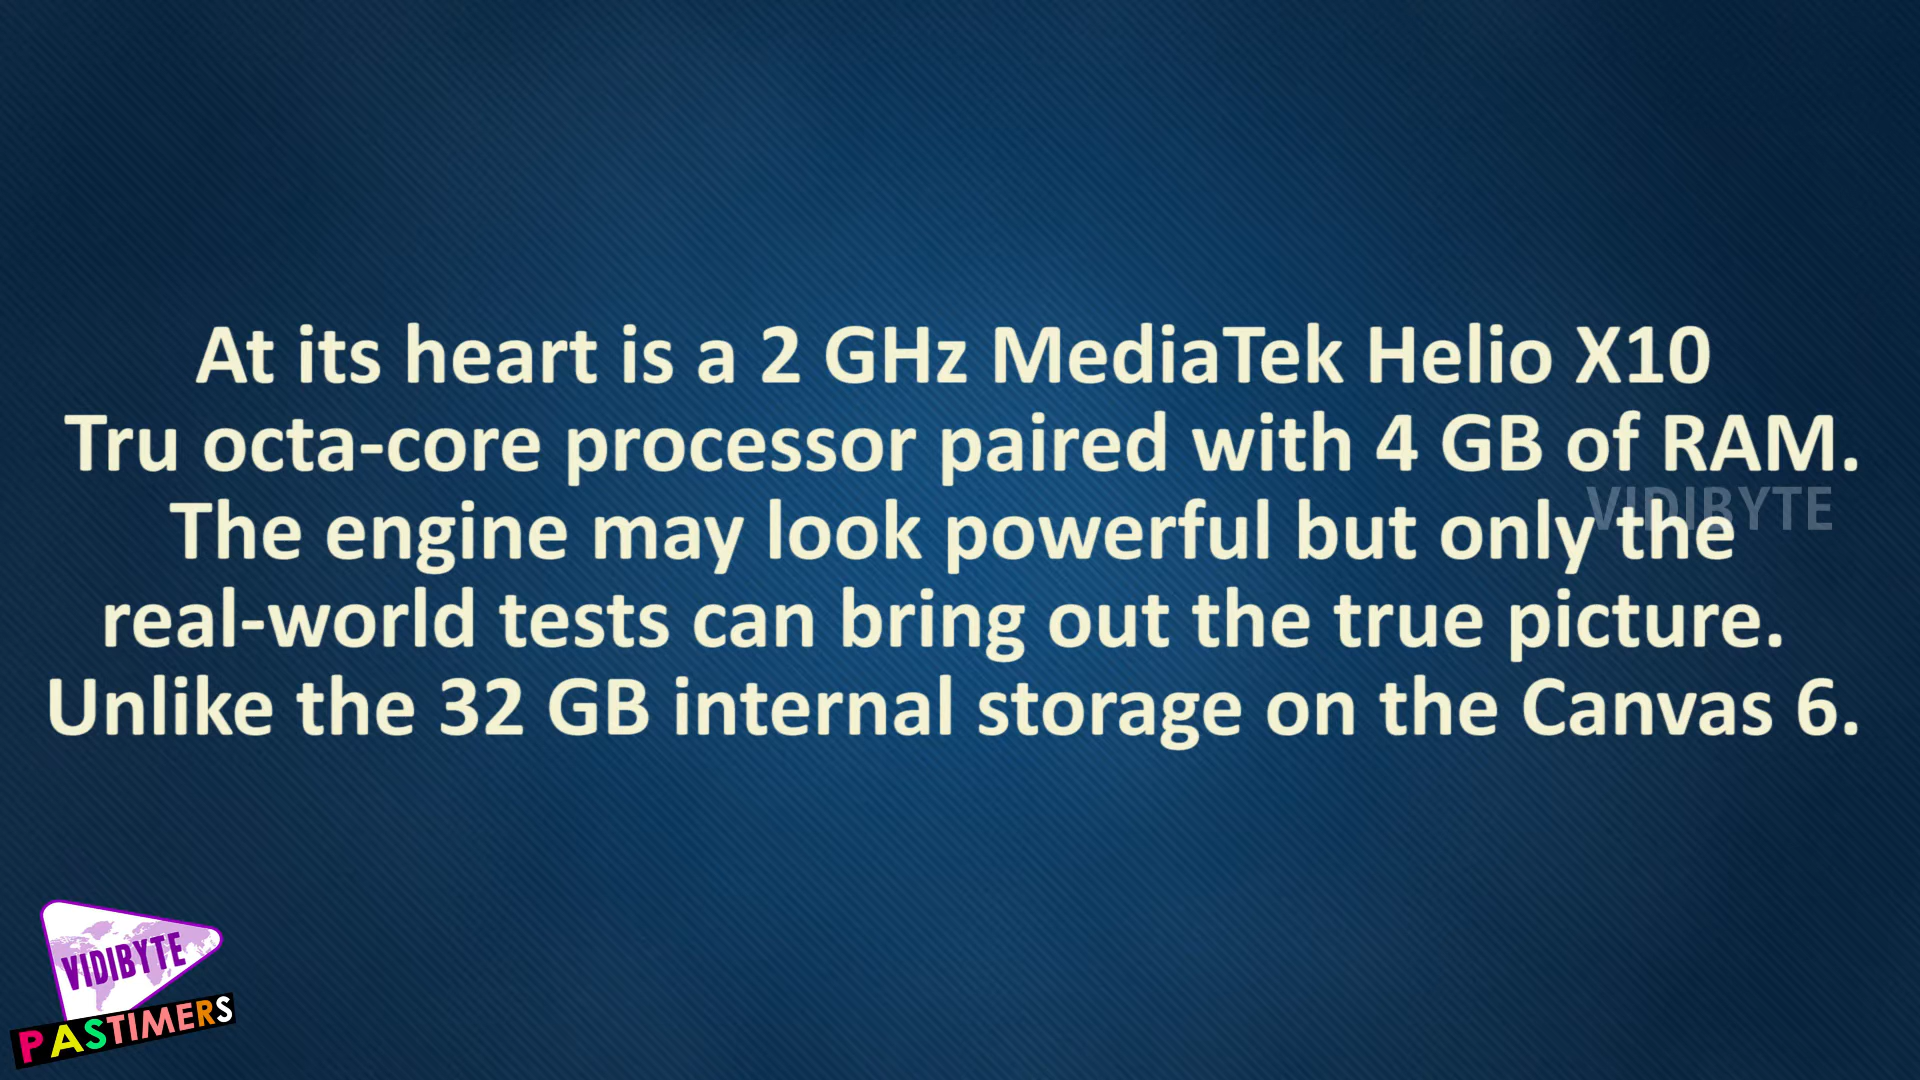 At its heart is a 2 GHz MediaTek Helio X10
Tru octa-core processor paired with 4 GB of RAM.
VIDIBYTE
The engine may look powerful but only the
real-world tests can bring out the true picture.
Unlike the 32 GB internal storage on the Canvas 6.
VIDIBYTE
PASTIMERS